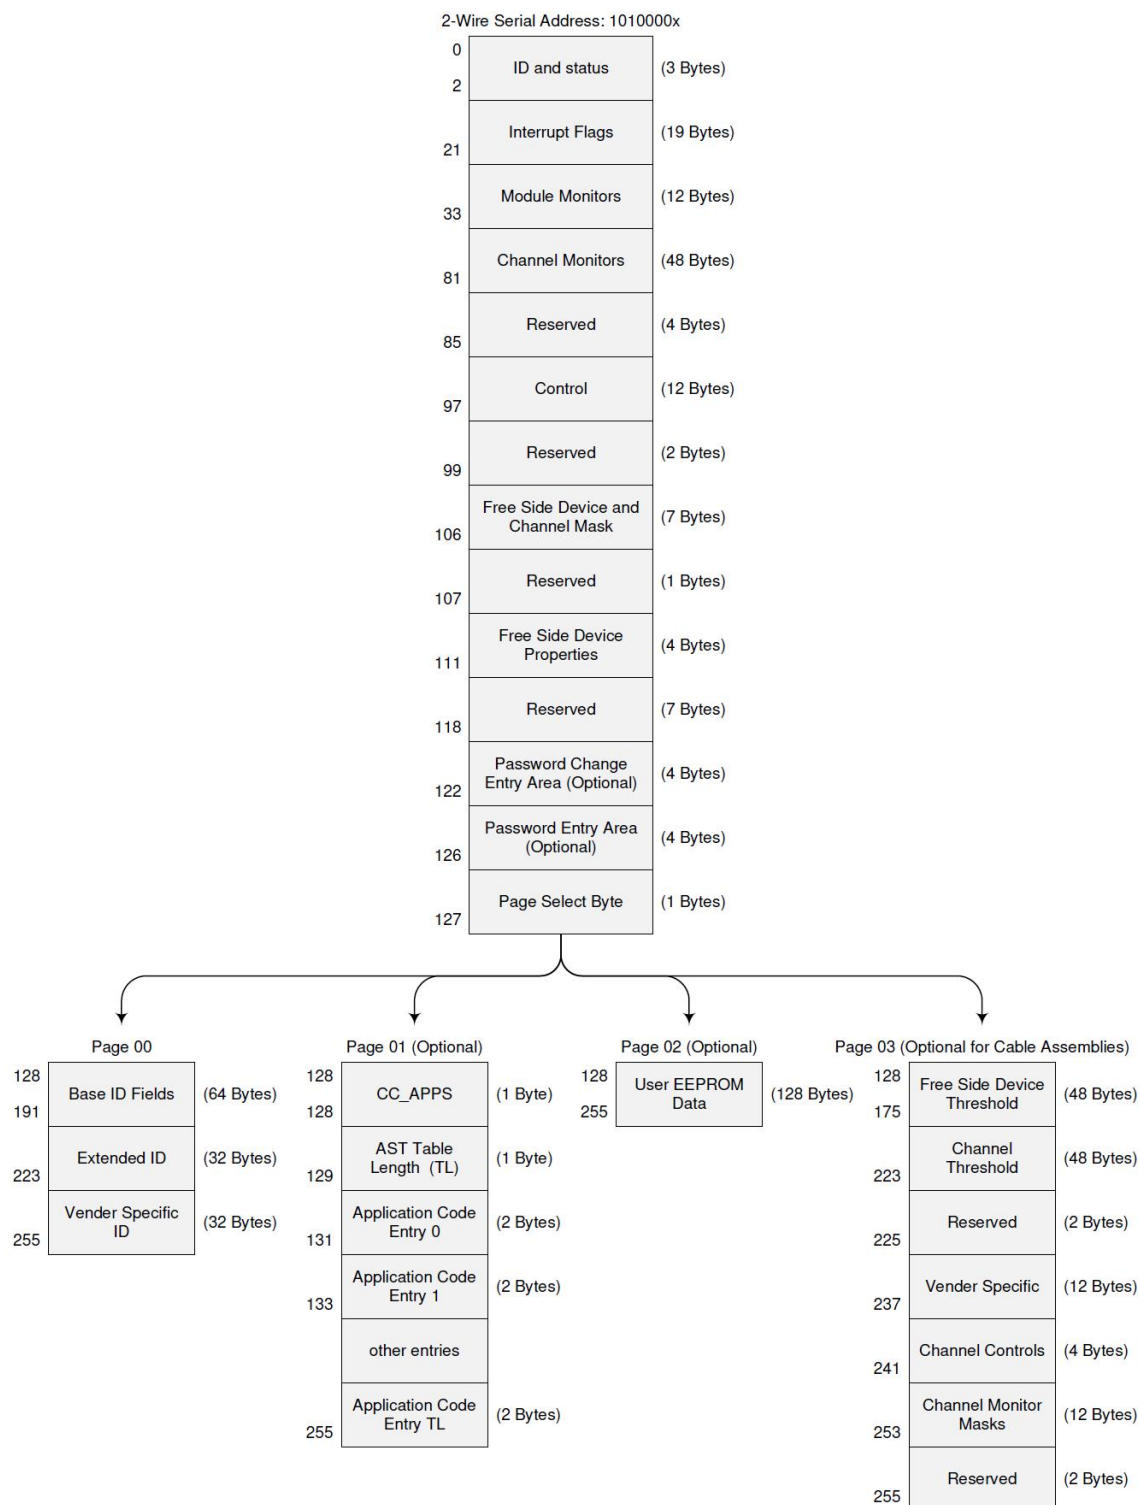 2-Wire Serial Address: 1010000x
0
ID and status
(3 Bytes)
2
Interrupt Flags
(19 Bytes)
21
Module Monitors
(12 Bytes)
33
Channel Monitors
(48 Bytes)
81
Reserved
(4 Bytes)
85
Control
(12 Bytes)
97
Reserved
(2 Bytes)
99
Free Side Device and
Channel Mask
(7 Bytes)
106
Reserved
(1 Bytes)
107
Free Side Device
Properties
(4 Bytes)
111
Reserved
(7 Bytes)
118
Password Change
Entry Area (Optional)
(4 Bytes)
122
Password Entry Area
(Optional)
(4 Bytes)
126
Page Select Byte
(1 Bytes)
127
Page 00
128
Base ID Fields
(64 Bytes)
191
Extended ID
(32 Bytes)
223
Vender Specific
ID
(32 Bytes)
255
Page 01 (Optional)
128
CC_APPS
(1 Byte)
128
AST Table
Length (TL)
(1 Byte)
129
Application Code
Entry 0
(2 Bytes)
131
Application Code
Entry 1
(2 Bytes)
133
other entries
Application Code
Entry TL
(2 Bytes)
255
Page 02 (Optional)
128
User EEPROM
Data
(128 Bytes)
255
Page 03 (Optional for Cable Assemblies)
128
Free Side Device
Threshold
(48 Bytes)
175
Channel
Threshold
(48 Bytes)
223
Reserved
(2 Bytes)
225
Vender Specific
(12 Bytes)
237
Channel Controls
(4 Bytes)
241
Channel Monitor
Masks
(12 Bytes)
253
Reserved
(2 Bytes)
255